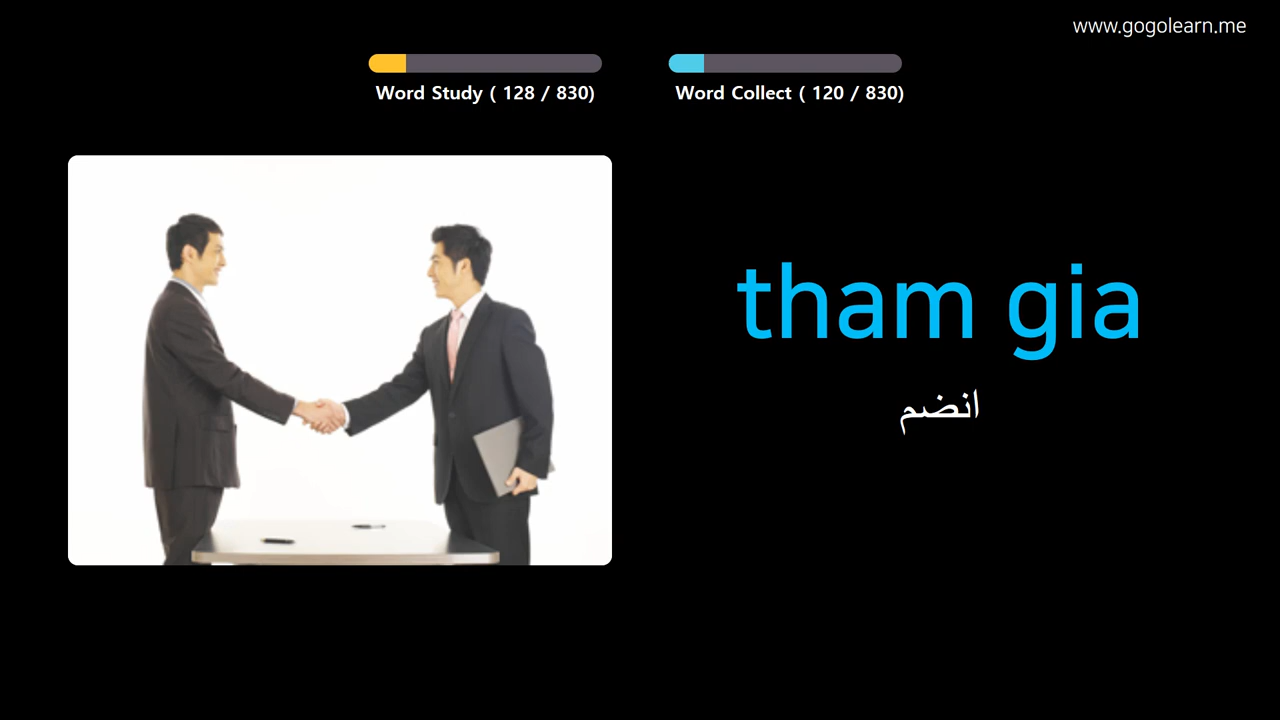 www.gogolearn.me
Word Study ( 128 / 830)
Word Collect ( 120 / 830)
tham gia
انضم